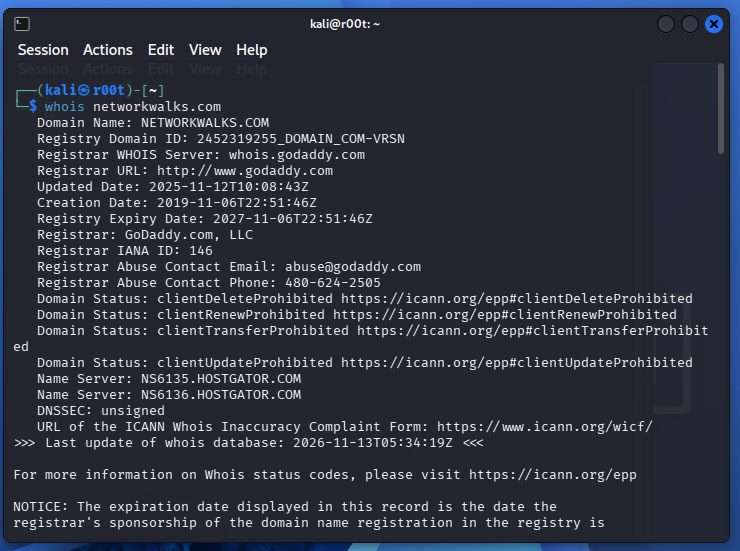 kali@r00t: ~
Session Actions Edit View Help
┌──(kali㉿r00t)-[~]
└─$ whois networkwalks.com
Domain Name: NETWORKWALKS.COM
Registry Domain ID: 2452319255_DOMAIN_COM-VRSN
Registrar WHOIS Server: whois.godaddy.com
Registrar URL: http://www.godaddy.com
Updated Date: 2025-11-12T10:08:43Z
Creation Date: 2019-11-06T22:51:46Z
Registry Expiry Date: 2027-11-06T22:51:46Z
Registrar: GoDaddy.com, LLC
Registrar IANA ID: 146
Registrar Abuse Contact Email: abuse@godaddy.com
Registrar Abuse Contact Phone: 480-624-2505
Domain Status: clientDeleteProhibited https://icann.org/epp#clientDeleteProhibited
Domain Status: clientRenewProhibited https://icann.org/epp#clientRenewProhibited
Domain Status: clientTransferProhibited https://icann.org/epp#clientTransferProhibit
ed
Domain Status: clientUpdateProhibited https://icann.org/epp#clientUpdateProhibited
Name Server: NS6135.HOSTGATOR.COM
Name Server: NS6136.HOSTGATOR.COM
DNSSEC: unsigned
URL of the ICANN Whois Inaccuracy Complaint Form: https://www.icann.org/wicf/
>>> Last update of whois database: 2026-11-13T05:34:19Z <<<
For more information on Whois status codes, please visit https://icann.org/epp
NOTICE: The expiration date displayed in this record is the date the
registrar's sponsorship of the domain name registration in the registry is